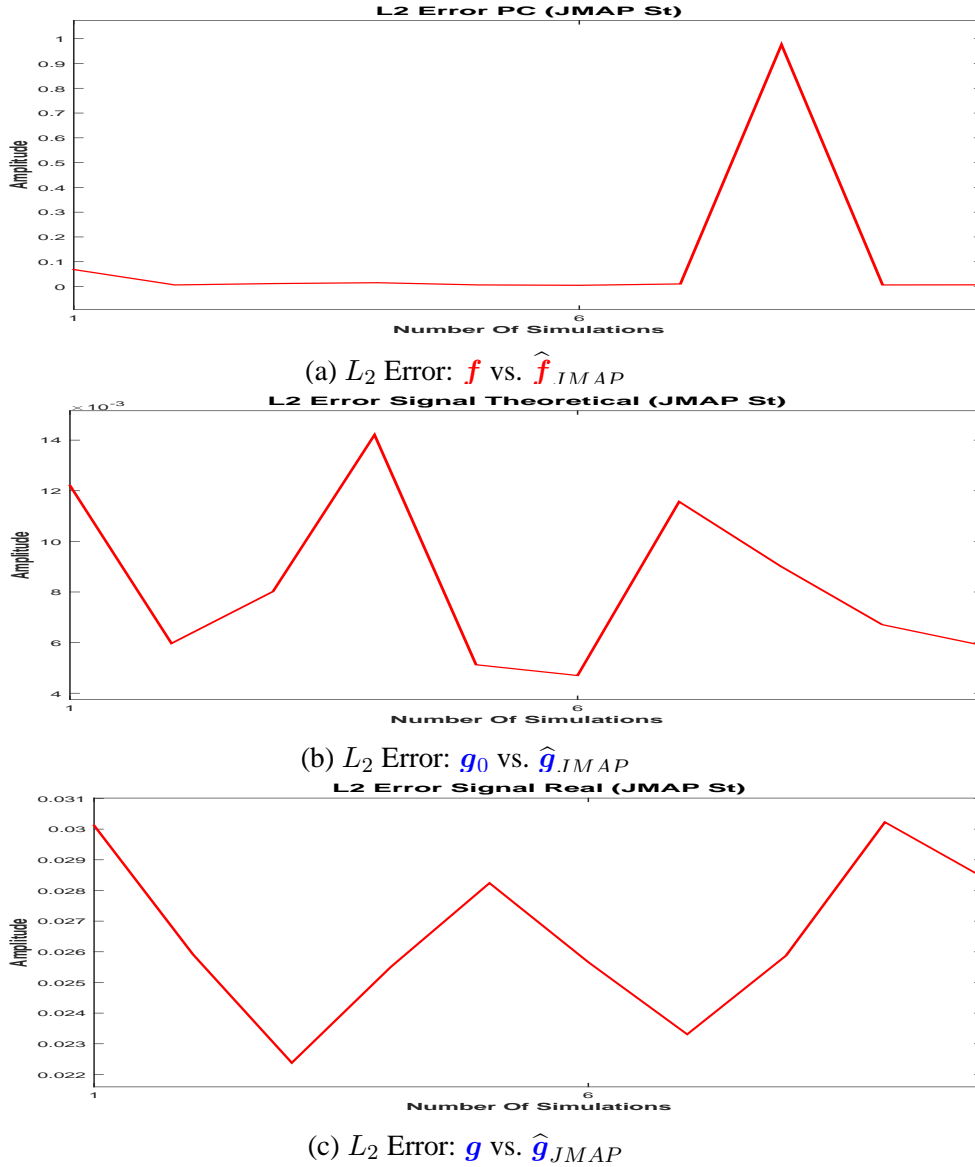 L2 Error PC (JMAP St)
1
0.9
0.8
0.7
0.6
0.5
0.4
0.3
0.2
0.1
0
Amplitude
1 6
Number Of Simulations
(a) L₂ Error: f vs. f̂_JMAP
× 10⁻³
L2 Error Signal Theoretical (JMAP St)
14
12
10
8
6
4
Amplitude
1 6
Number Of Simulations
(b) L₂ Error: g₀ vs. ĝ_JMAP
L2 Error Signal Real (JMAP St)
0.031
0.03
0.029
0.028
0.027
0.026
0.025
0.024
0.023
0.022
Amplitude
1 6
Number Of Simulations
(c) L₂ Error: g vs. ĝ_JMAP